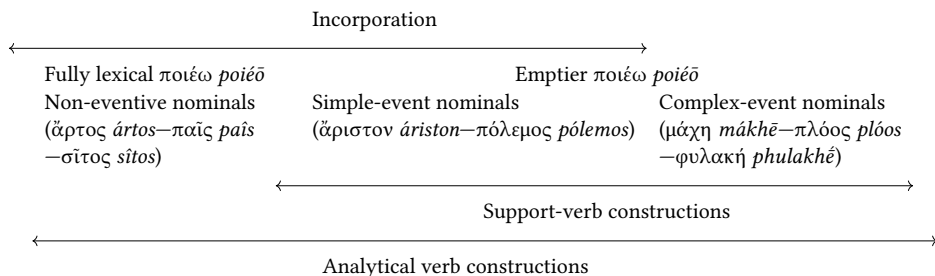 Incorporation
Fully lexical ποιέω poiéō Emptier ποιέω poiéō
Non-eventive nominals Simple-event nominals Complex-event nominals
(ἄρτος ártos—παῖς paîs (ἄριστον áriston—πόλεμος pólemos) (μάχη mákhē—πλόος plóos
—σῖτος sîtos) —φυλακή phulakhḗ)
Support-verb constructions
Analytical verb constructions